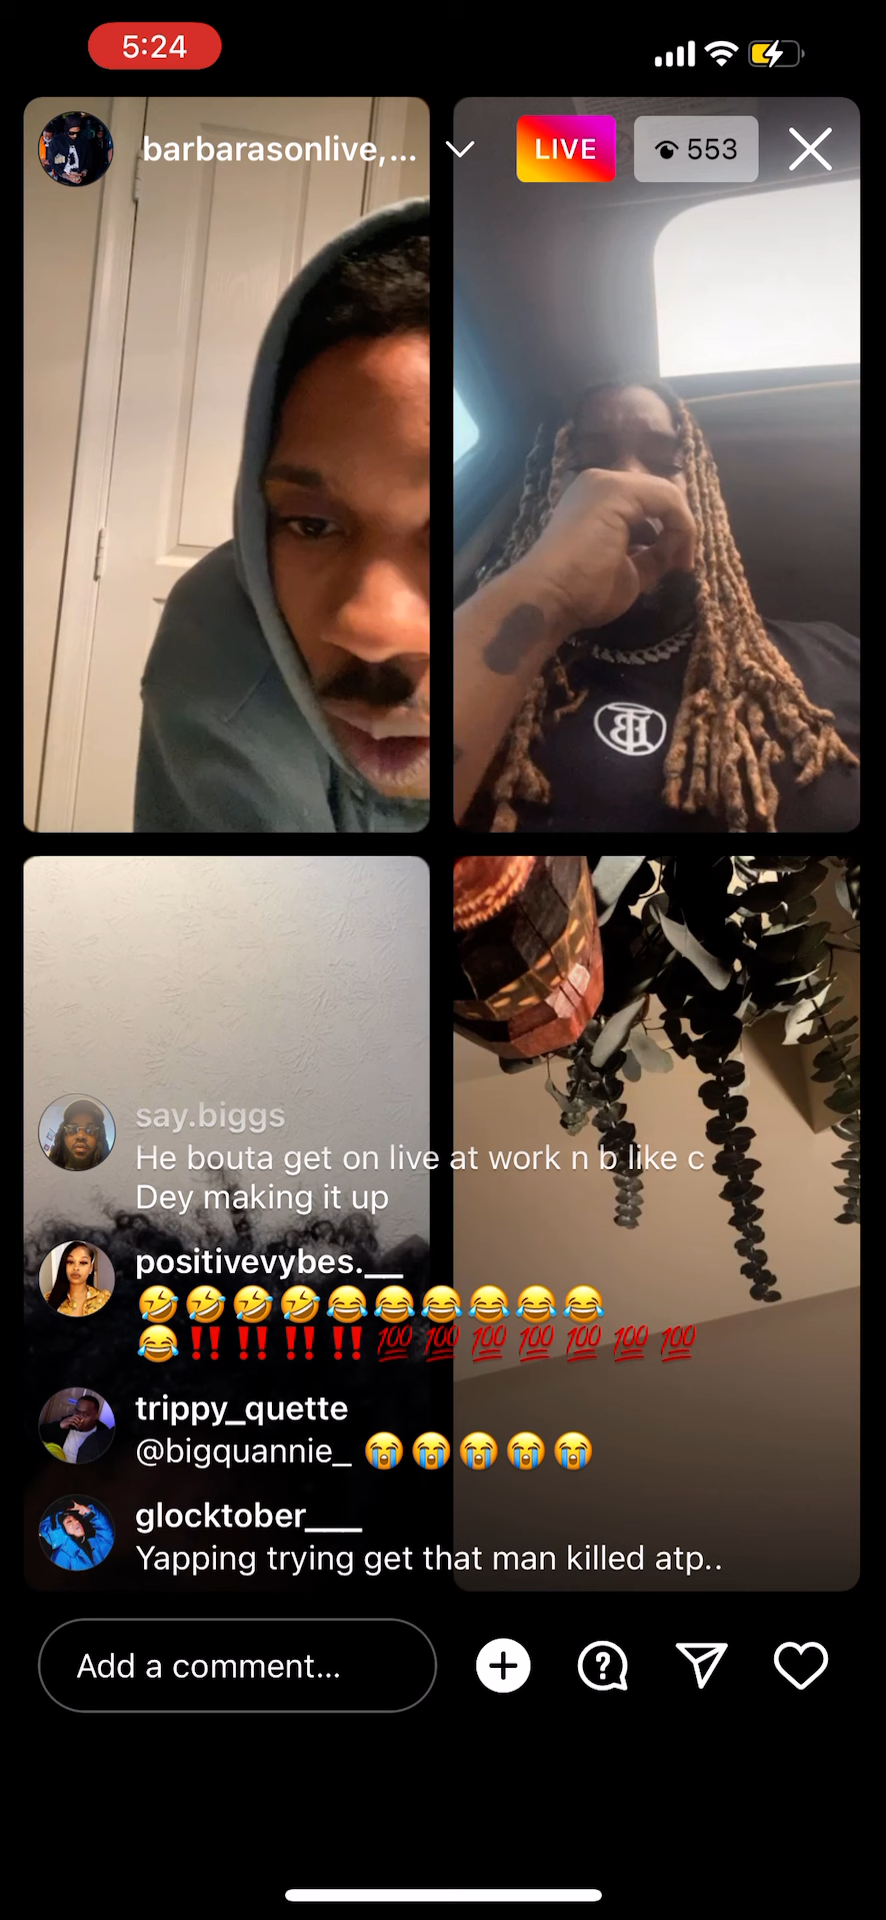 5:24
barbarasonlive,...
LIVE
553
say.biggs
He bouta get on live at work n b like c
Dey making it up
positivevybes.__
🤣🤣🤣🤣😂😂😂😂😂😂
😂‼️‼️‼️‼️💯💯💯💯💯💯💯
trippy_quette
@bigquannie_ 😭😭😭😭😭
glocktober___
Yapping trying get that man killed atp..
Add a comment...